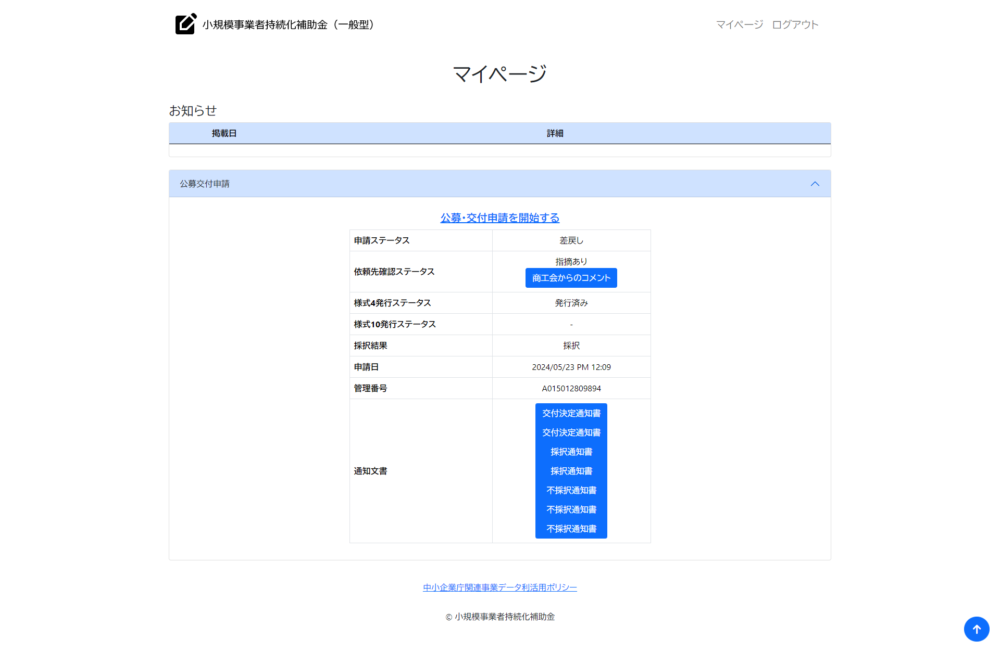 小規模事業者持続化補助金（一般型）
マイページ ログアウト
マイページ
お知らせ
掲載日 詳細
公募交付申請
公募・交付申請を開始する
申請ステータス 差戻し
依頼先確認ステータス 指摘あり
商工会からのコメント
様式4発行ステータス 発行済み
様式10発行ステータス -
採択結果 採択
申請日 2024/05/23 PM 12:09
管理番号 A015012809894
通知文書
交付決定通知書
交付決定通知書
採択通知書
採択通知書
不採択通知書
不採択通知書
不採択通知書
中小企業庁関連事業データ利活用ポリシー
© 小規模事業者持続化補助金